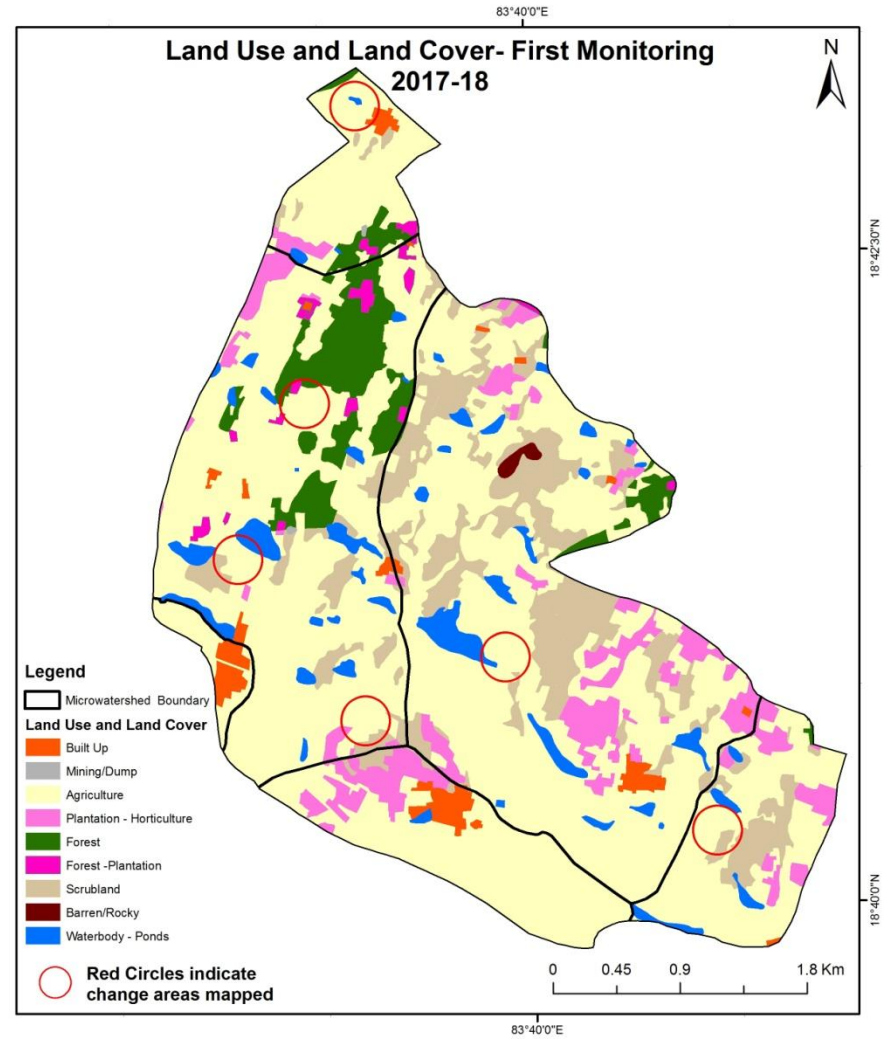 83°40'0"E
Land Use and Land Cover- First Monitoring
2017-18
N
18°42'30"N
Legend
Microwatershed Boundary
Land Use and Land Cover
Built Up
Mining/Dump
Agriculture
Plantation - Horticulture
Forest
Forest -Plantation
Scrubland
Barren/Rocky
Waterbody - Ponds
Red Circles indicate
change areas mapped
18°40'0"N
0 0.45 0.9 1.8 Km
83°40'0"E